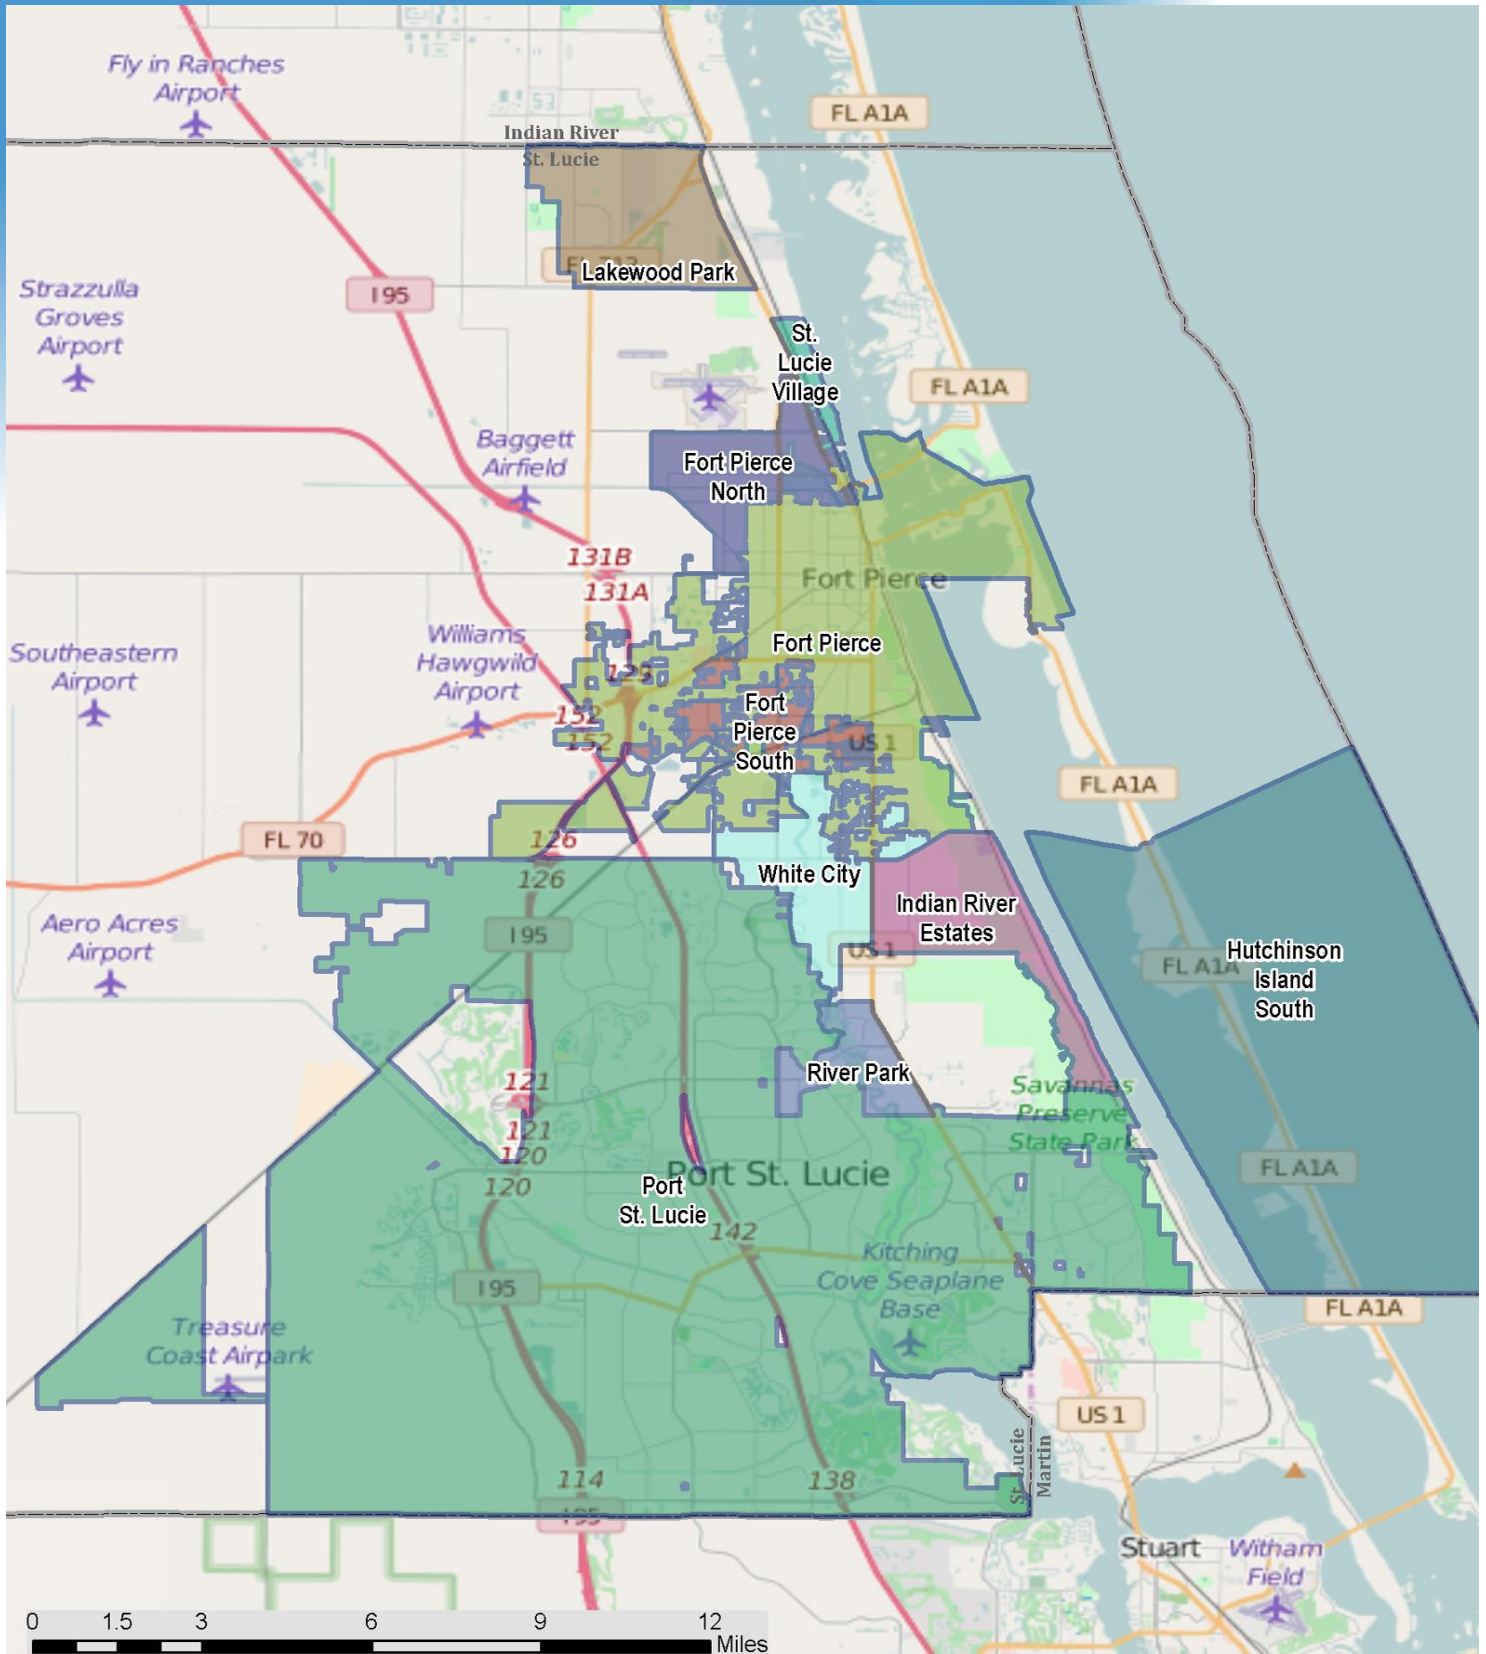 Fly in Ranches
Airport
FL A1A
53
Indian River
St. Lucie
Lakewood Park
I 95
Strazzulla
Groves
Airport
St.
Lucie
Village
FL A1A
Baggett
Airfield
Fort Pierce
North
131B
131A
Fort Pierce
Williams
Hawgwild
Airport
Southeastern
Airport
Fort Pierce
129
152
152
Fort
Pierce
South
US 1
FL A1A
FL 70
126
126
White City
Indian River
Estates
I 95
US 1
Aero Acres
Airport
FL A1A
Hutchinson
Island
South
River Park
121
121
120
120
Savannas
Preserve
State Park
Port St. Lucie
Port
St. Lucie
FL A1A
142
Kitching
Cove Seaplane
Base
I 95
FL A1A
Treasure
Coast Airpark
US 1
St. Lucie
Martin
114
138
I 95
Stuart
Witham
Field
0 1.5 3 6 9 12
Miles